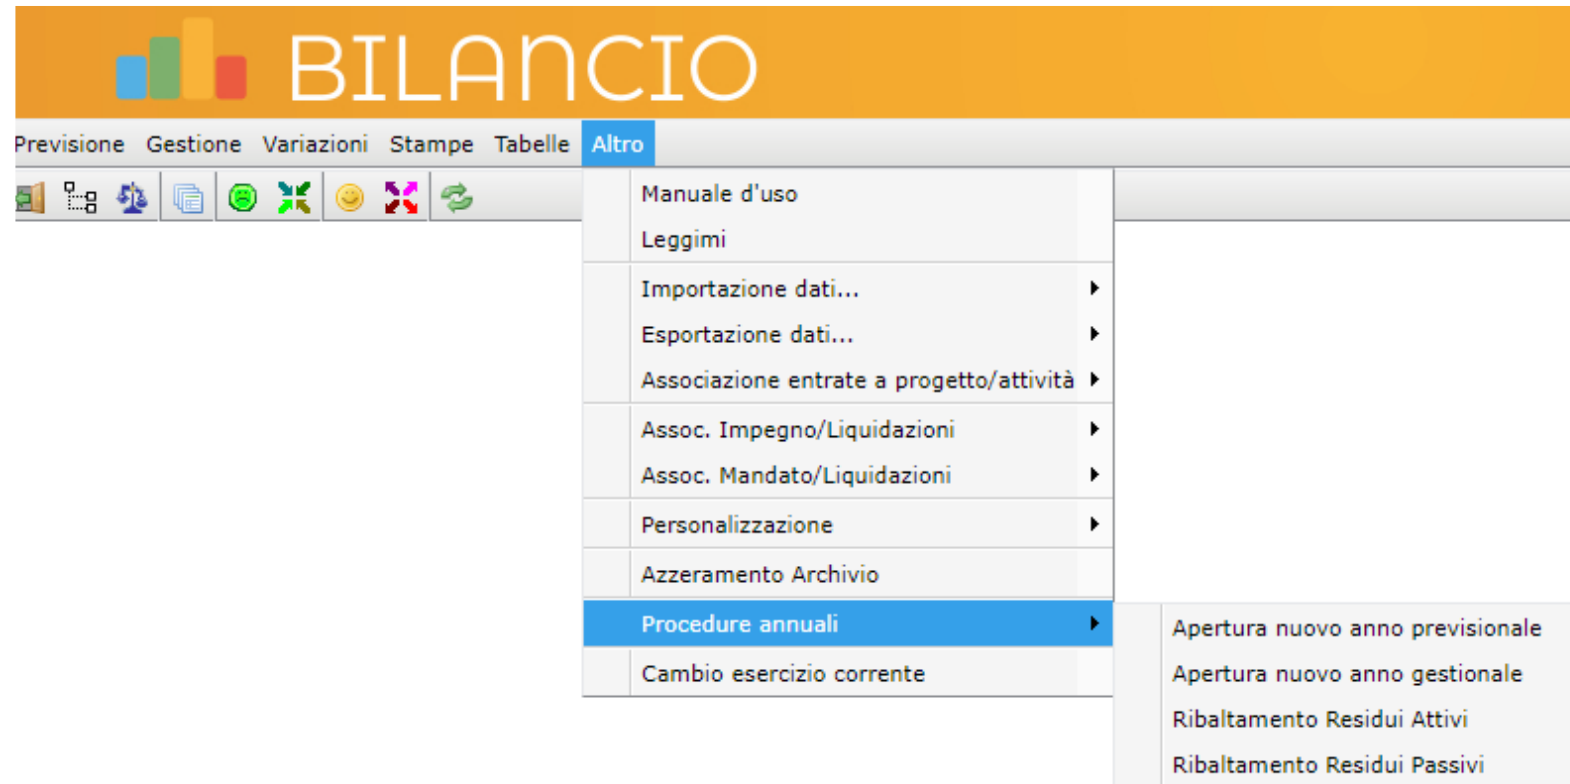 BILANCIO
Previsione Gestione Variazioni Stampe Tabelle Altro
Manuale d'uso
Leggimi
Importazione dati...
Esportazione dati...
Associazione entrate a progetto/attività
Assoc. Impegno/Liquidazioni
Assoc. Mandato/Liquidazioni
Personalizzazione
Azzeramento Archivio
Procedure annuali
Cambio esercizio corrente
Apertura nuovo anno previsionale
Apertura nuovo anno gestionale
Ribaltamento Residui Attivi
Ribaltamento Residui Passivi